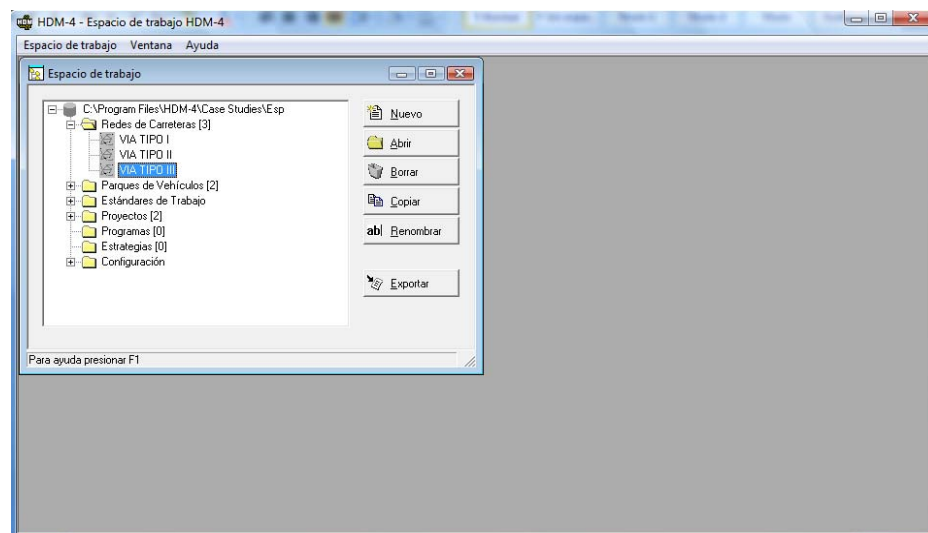 HDM-4 - Espacio de trabajo HDM-4
Espacio de trabajo Ventana Ayuda
Espacio de trabajo
C:\Program Files\HDM-4\Case Studies\Esp
Redes de Carreteras [3]
VIA TIPO I
VIA TIPO II
VIA TIPO III
Parques de Vehículos [2]
Estándares de Trabajo
Proyectos [2]
Programas [0]
Estrategias [0]
Configuración
Nuevo
Abrir
Borrar
Copiar
ab Renombrar
Exportar
Para ayuda presionar F1